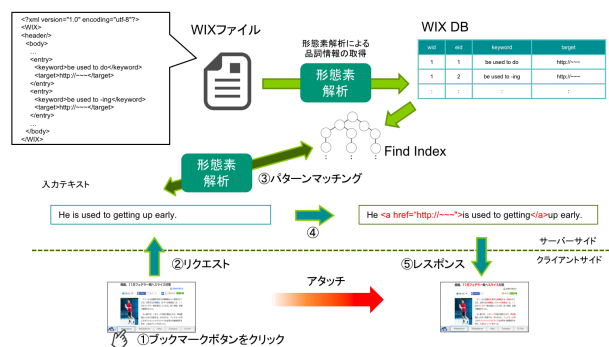 <?xml version="1.0" encoding="utf-8"?>
<WIX>
<header/>
<body>
...
<entry>
<keyword>be used to do</keyword>
<target>http://~~~</target>
</entry>
<entry>
<keyword>be used to -ing</keyword>
<target>http://~~~</target>
</entry>
...
</body>
</WIX>
WIXファイル
形態素解析による
品詞情報の取得
形態素
解析
WIX DB
wid eid keyword target
1 1 be used to do http://~~~
1 2 be used to -ing http://~~~
: : : :
Find Index
形態素
解析
③パターンマッチング
入力テキスト
He is used to getting up early.
④
He <a href="http://~~~">is used to getting</a>up early.
サーバーサイド
クライアントサイド
②リクエスト
アタッチ
⑤レスポンス
①ブックマークボタンをクリック